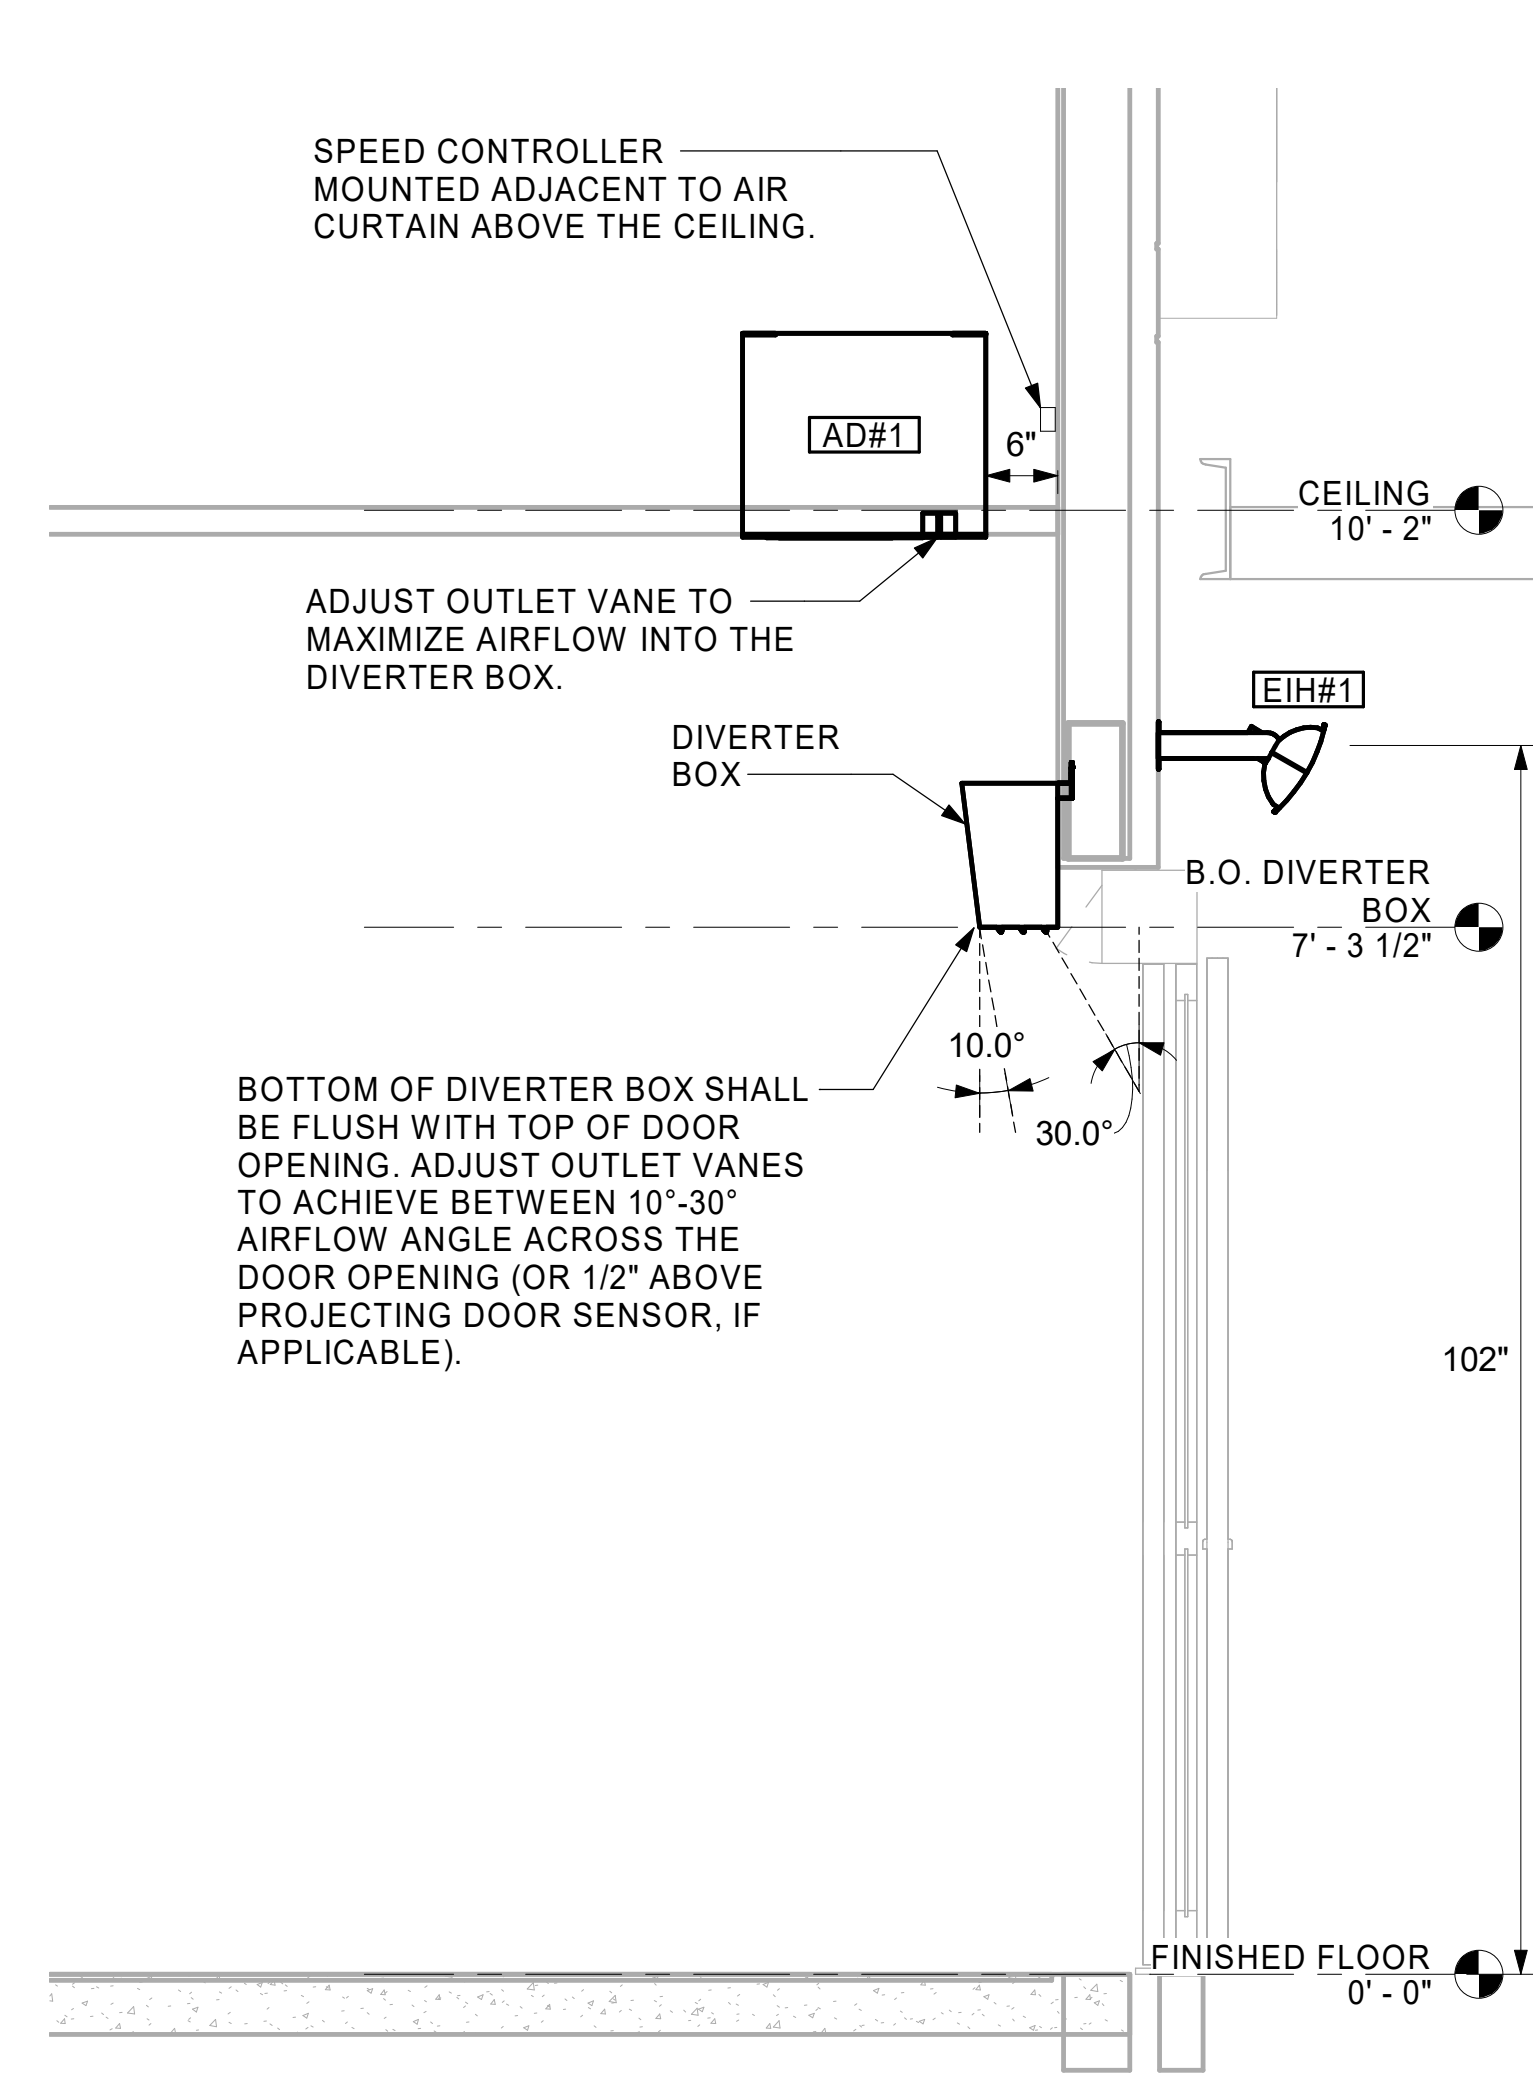 SPEED CONTROLLER
MOUNTED ADJACENT TO AIR
CURTAIN ABOVE THE CEILING.
AD#1
6"
CEILING
10' - 2"
ADJUST OUTLET VANE TO
MAXIMIZE AIRFLOW INTO THE
DIVERTER BOX.
EIH#1
DIVERTER
BOX
B.O. DIVERTER
BOX
7' - 3 1/2"
10.0°
30.0°
BOTTOM OF DIVERTER BOX SHALL
BE FLUSH WITH TOP OF DOOR
OPENING. ADJUST OUTLET VANES
TO ACHIEVE BETWEEN 10°-30°
AIRFLOW ANGLE ACROSS THE
DOOR OPENING (OR 1/2" ABOVE
PROJECTING DOOR SENSOR, IF
APPLICABLE).
102"
FINISHED FLOOR
0' - 0"